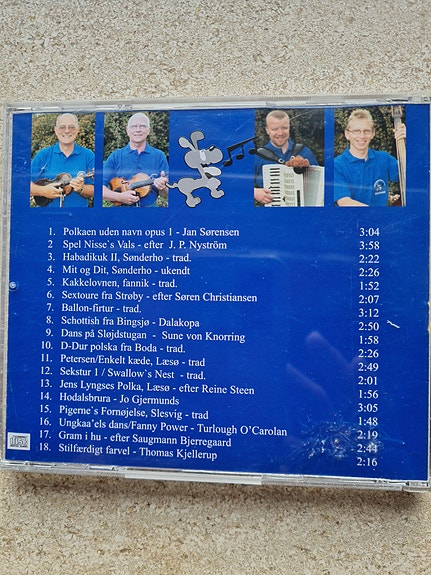 1. Polkaen uden navn opus 1 - Jan Sørensen 3:04
2 Spel Nisse`s Vals - efter J. P. Nyström 3:58
3. Habadikuk II, Sønderho - trad. 2:22
4. Mit og Dit, Sønderho - ukendt 2:26
5. Kakkelovnen, fannik - trad. 1:52
6. Sextoure fra Strøby - efter Søren Christiansen 2:07
7. Ballon-firtur - trad. 3:12
8. Schottish fra Bingsjø - Dalakopa 2:50
9. Dans på Sløjdstugan - Sune von Knorring 1:58
10. D-Dur polska fra Boda - trad. 2:26
11. Petersen/Enkelt kæde, Læsø - trad 2:49
12. Sekstur 1 / Swallow`s Nest - trad. 2:01
13. Jens Lyngses Polka, Læsø - efter Reine Steen 1:56
14. Hodalsbrura - Jo Gjermunds 3:05
15. Pigerne`s Fornøjelse, Slesvig - trad 1:48
16. Ungkaa'els dans/Fanny Power - Turlough O'Carolan 2:19
17. Gram i hu - efter Saugmann Bjerregaard 2:44
18. Stilfærdigt farvel - Thomas Kjellerup 2:16